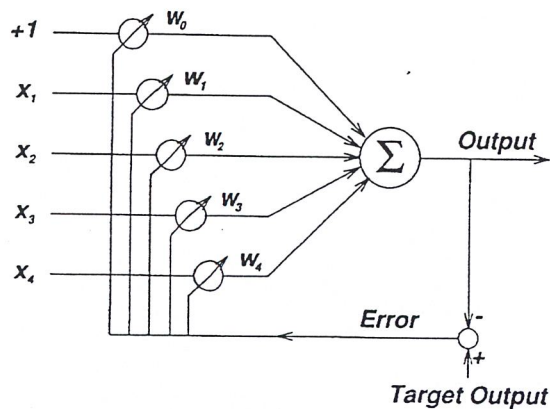 +1
W₀
X₁
W₁
X₂
W₂
X₃
W₃
X₄
W₄
Σ
Output
Error
-
+
Target Output